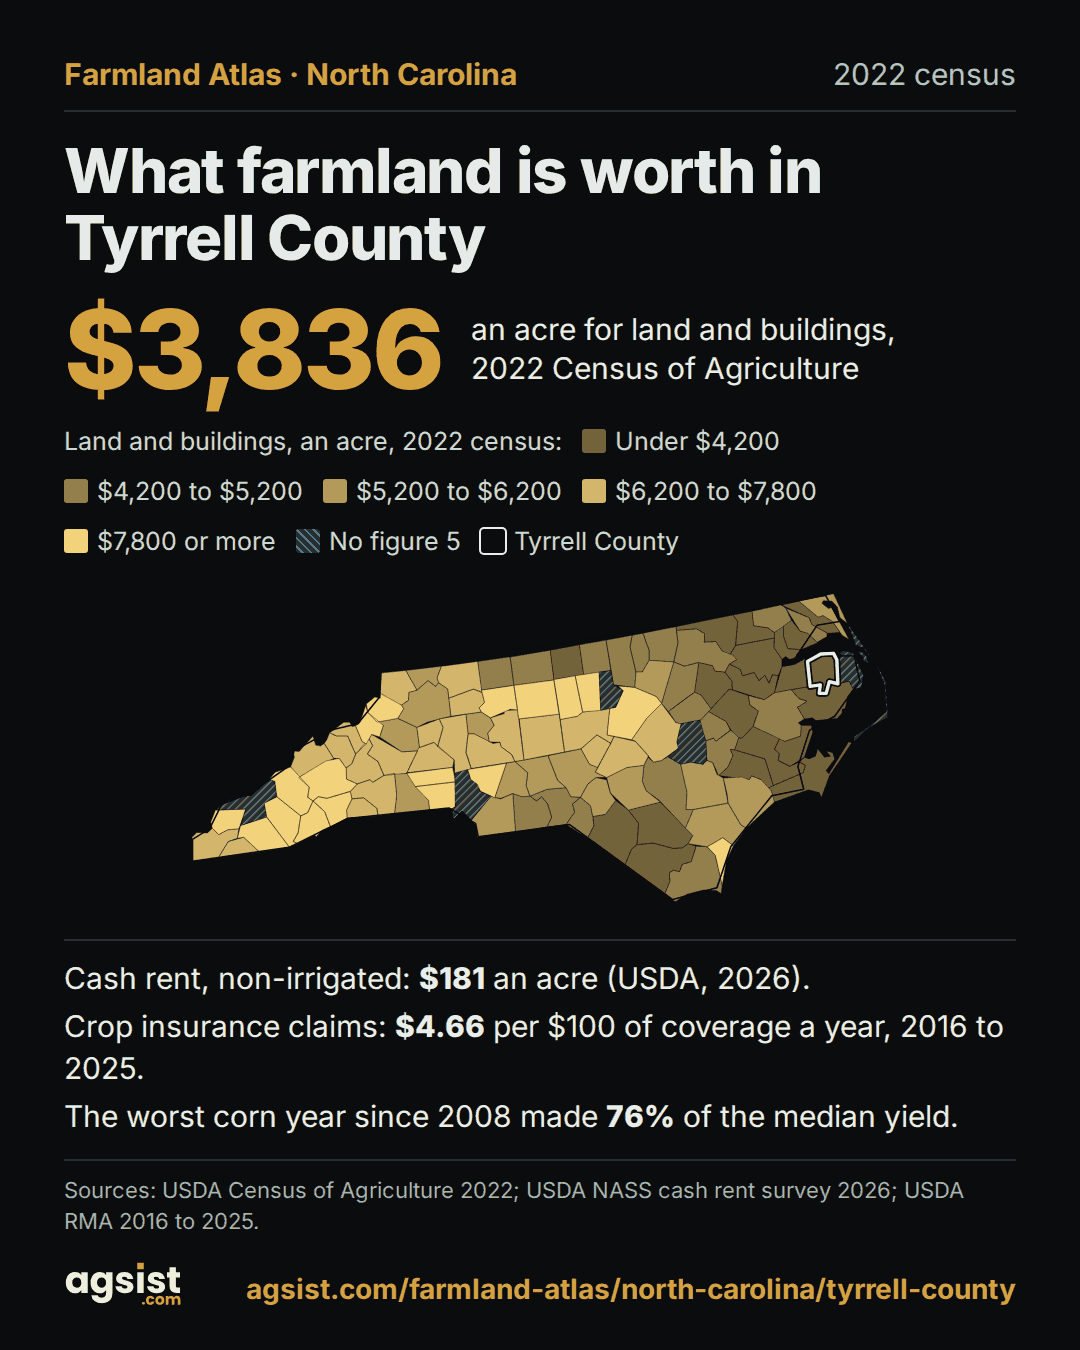 Farmland Atlas · North Carolina
2022 census
What farmland is worth in
Tyrrell County
$3,836
an acre for land and buildings,
2022 Census of Agriculture
Land and buildings, an acre, 2022 census:
Under $4,200
$4,200 to $5,200
$5,200 to $6,200
$6,200 to $7,800
$7,800 or more
No figure 5
Tyrrell County
Cash rent, non-irrigated: $181 an acre (USDA, 2026).
Crop insurance claims: $4.66 per $100 of coverage a year, 2016 to
2025.
The worst corn year since 2008 made 76% of the median yield.
Sources: USDA Census of Agriculture 2022; USDA NASS cash rent survey 2026; USDA
RMA 2016 to 2025.
agsist
.com
agsist.com/farmland-atlas/north-carolina/tyrrell-county